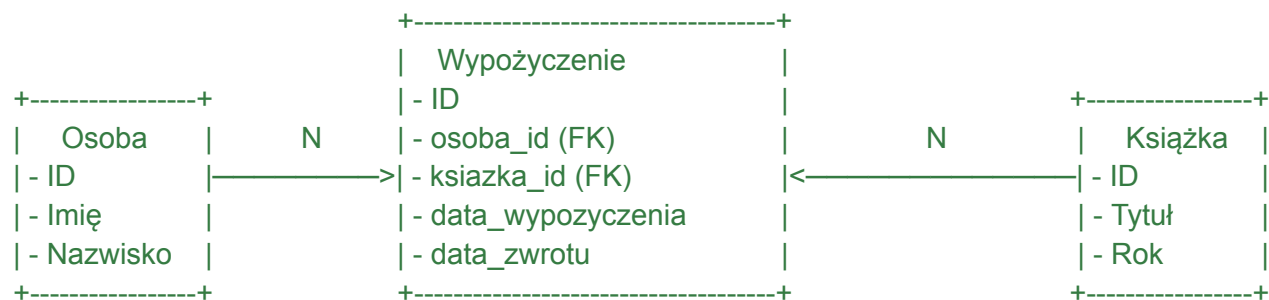 +-------------------------------------+
| Wypożyczenie |
+-----------------+ | - ID | +-----------------+
| Osoba | N | - osoba_id (FK) | N | Książka |
| - ID |————————>| - ksiazka_id (FK) |<—————————————| - ID |
| - Imię | | - data_wypozyczenia | | - Tytuł |
| - Nazwisko | | - data_zwrotu | | - Rok |
+-----------------+ +-------------------------------------+ +-----------------+